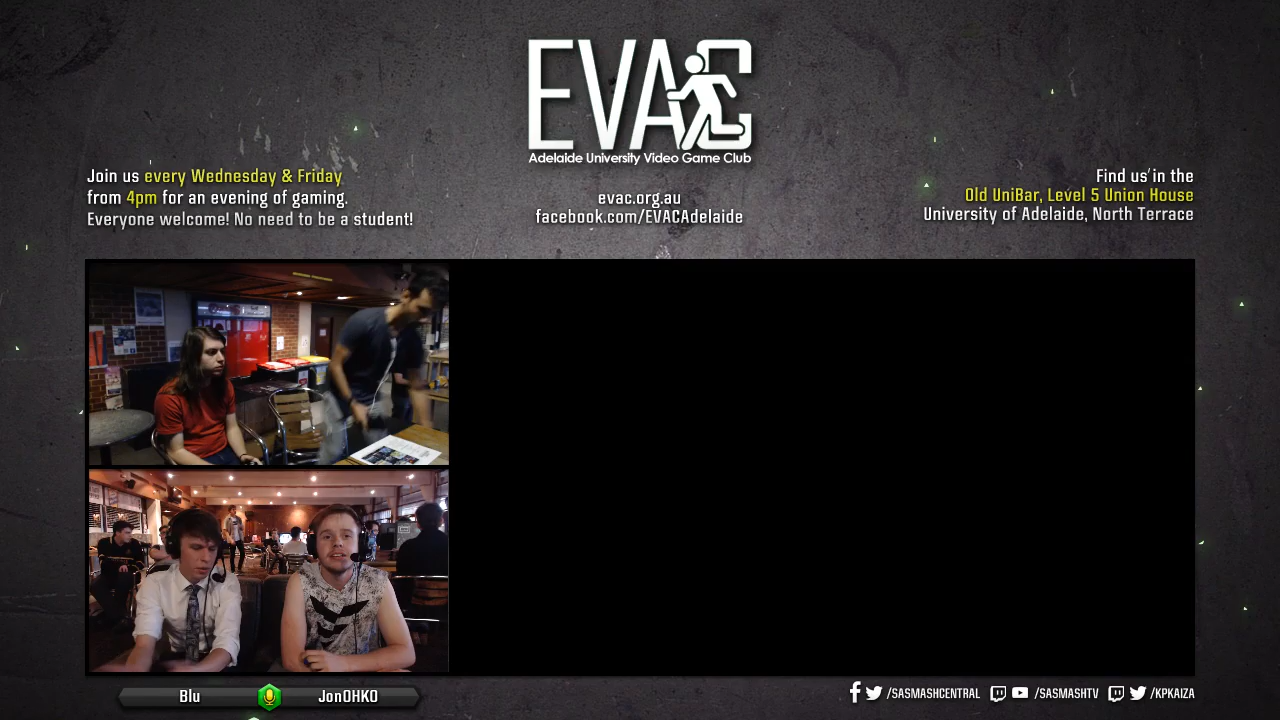 EVAC
Adelaide University Video Game Club
Join us every Wednesday & Friday
from 4pm for an evening of gaming.
Everyone welcome! No need to be a student!
evac.org.au
facebook.com/EVACAdelaide
Find us in the
Old UniBar, Level 5 Union House
University of Adelaide, North Terrace
Blu
JonOHKO
/SASMASHCENTRAL
/SASMASHTV
/KPKAIZA